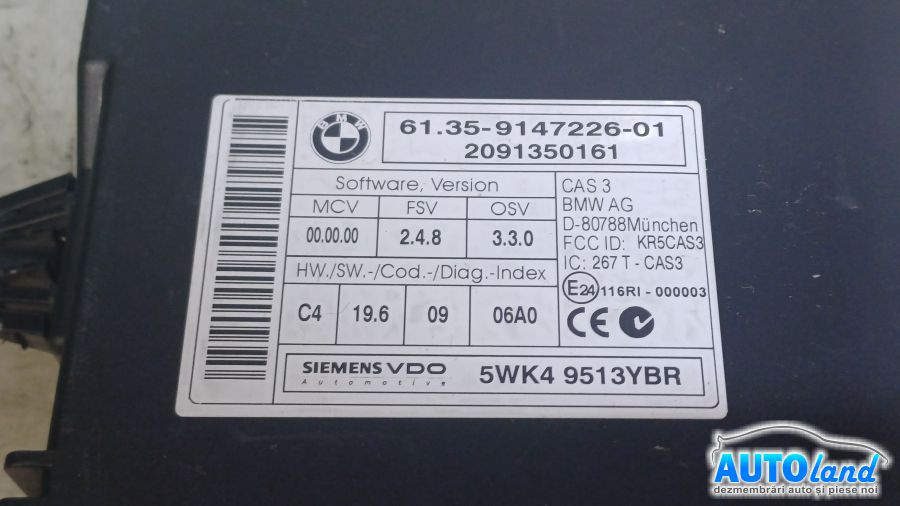 BMW
61.35-9147226-01
2091350161
Software, Version
MCV FSV OSV
00.00.00 2.4.8 3.3.0
HW./SW.-/Cod.-/Diag.-Index
C4 19.6 09 06A0
CAS 3
BMW AG
D-80788München
FCC ID: KR5CAS3
IC: 267 T - CAS3
E24 116RI - 000003
CE
SIEMENS VDO
Automotive
5WK4 9513YBR
AUTOland
dezmembrări auto și piese noi